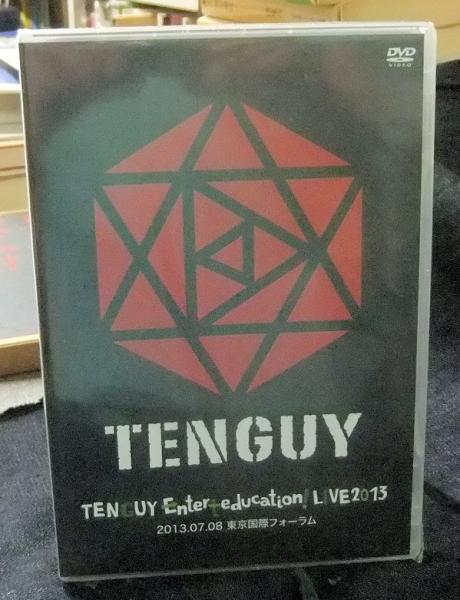 DVD
VIDEO
TENGUY
TENGUY Enter+education! LIVE2013
2013.07.08 東京国際フォーラム